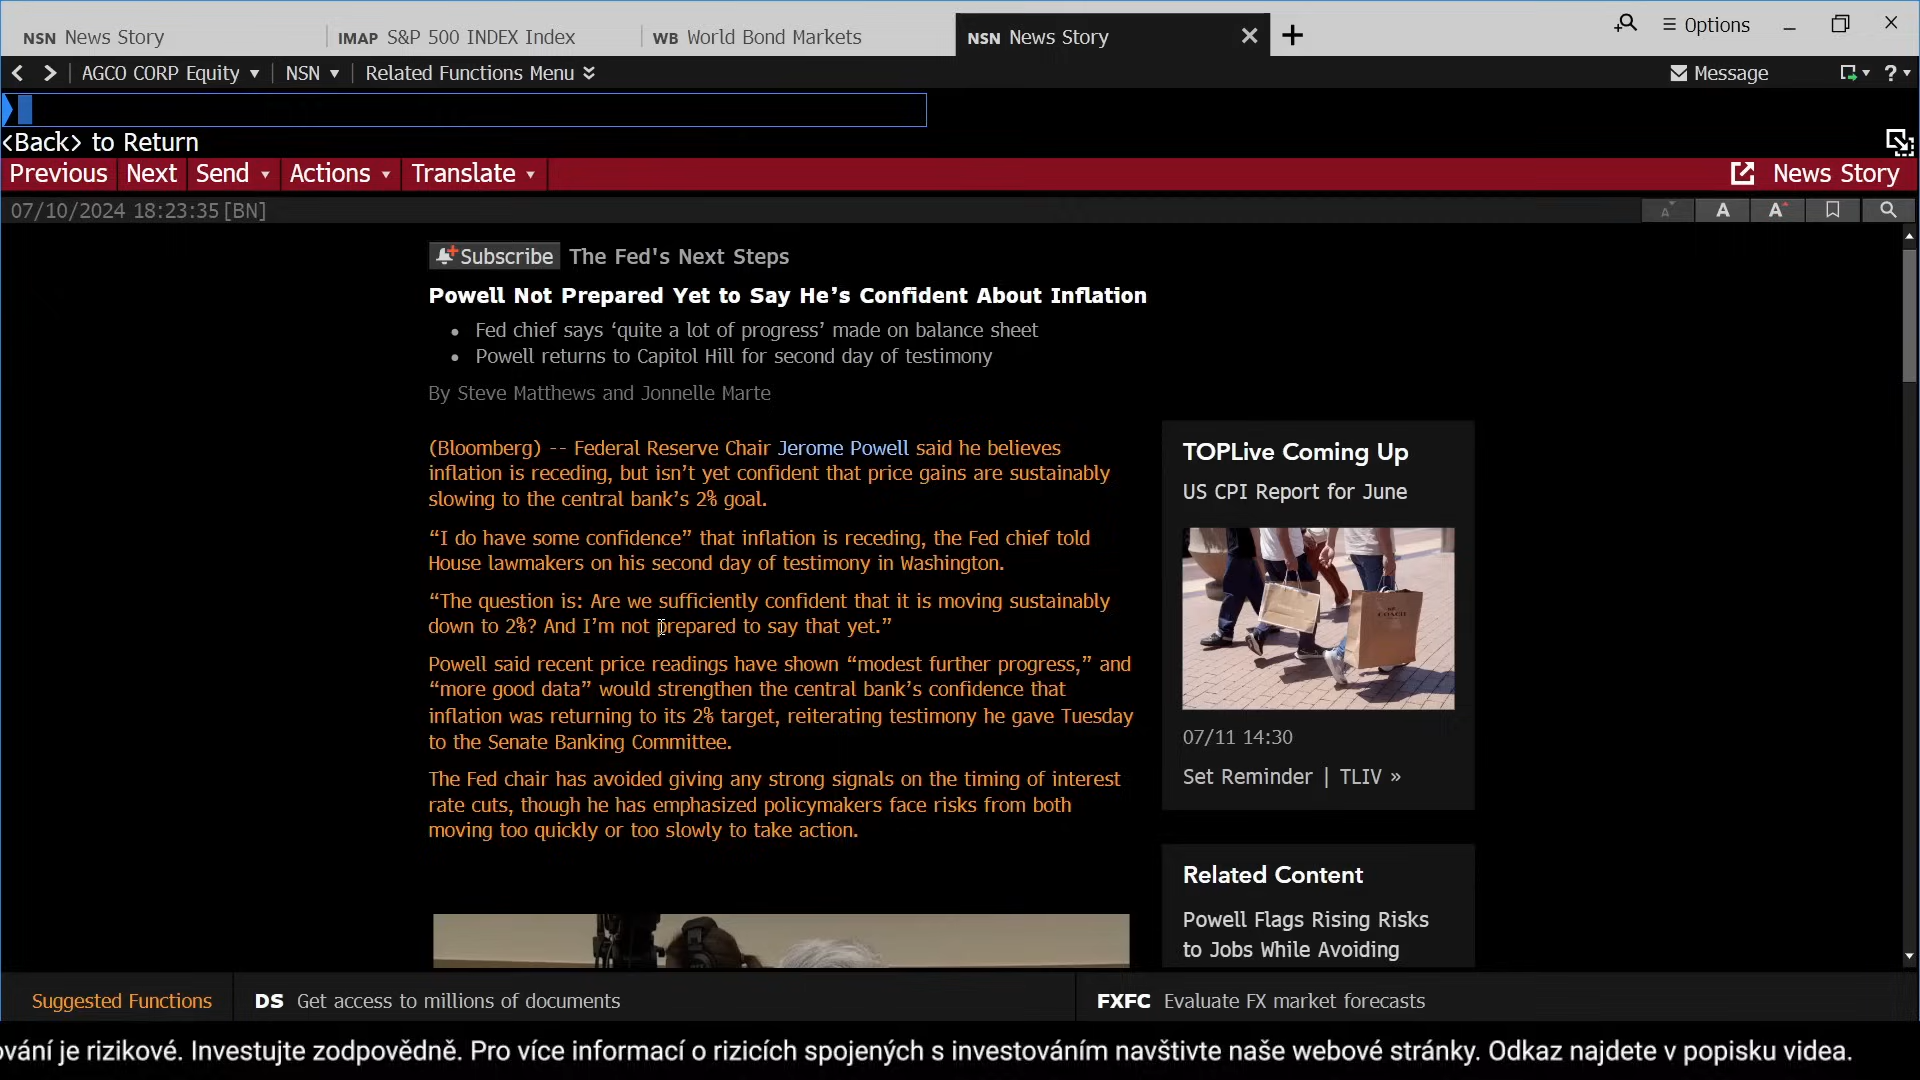 NSN News Story
IMAP S&P 500 INDEX Index
WB World Bond Markets
NSN News Story
Options
AGCO CORP Equity
NSN
Related Functions Menu
Message
?
<Back> to Return
Previous
Next
Send
Actions
Translate
News Story
07/10/2024 18:23:35[BN]
A
A
A
Subscribe The Fed's Next Steps
Powell Not Prepared Yet to Say He’s Confident About Inflation
• Fed chief says ‘quite a lot of progress’ made on balance sheet
• Powell returns to Capitol Hill for second day of testimony
By Steve Matthews and Jonnelle Marte
(Bloomberg) -- Federal Reserve Chair Jerome Powell said he believes
inflation is receding, but isn’t yet confident that price gains are sustainably
slowing to the central bank’s 2% goal.
“I do have some confidence” that inflation is receding, the Fed chief told
House lawmakers on his second day of testimony in Washington.
“The question is: Are we sufficiently confident that it is moving sustainably
down to 2%? And I’m not prepared to say that yet.”
Powell said recent price readings have shown “modest further progress,” and
“more good data” would strengthen the central bank’s confidence that
inflation was returning to its 2% target, reiterating testimony he gave Tuesday
to the Senate Banking Committee.
The Fed chair has avoided giving any strong signals on the timing of interest
rate cuts, though he has emphasized policymakers face risks from both
moving too quickly or too slowly to take action.
TOPLive Coming Up
US CPI Report for June
COACH
07/11 14:30
Set Reminder | TLIV »
Related Content
Powell Flags Rising Risks
to Jobs While Avoiding
Suggested Functions
DS Get access to millions of documents
FXFC Evaluate FX market forecasts
ování je rizikové. Investujte zodpovědně. Pro více informací o rizicích spojených s investováním navštivte naše webové stránky. Odkaz najdete v popisku videa.